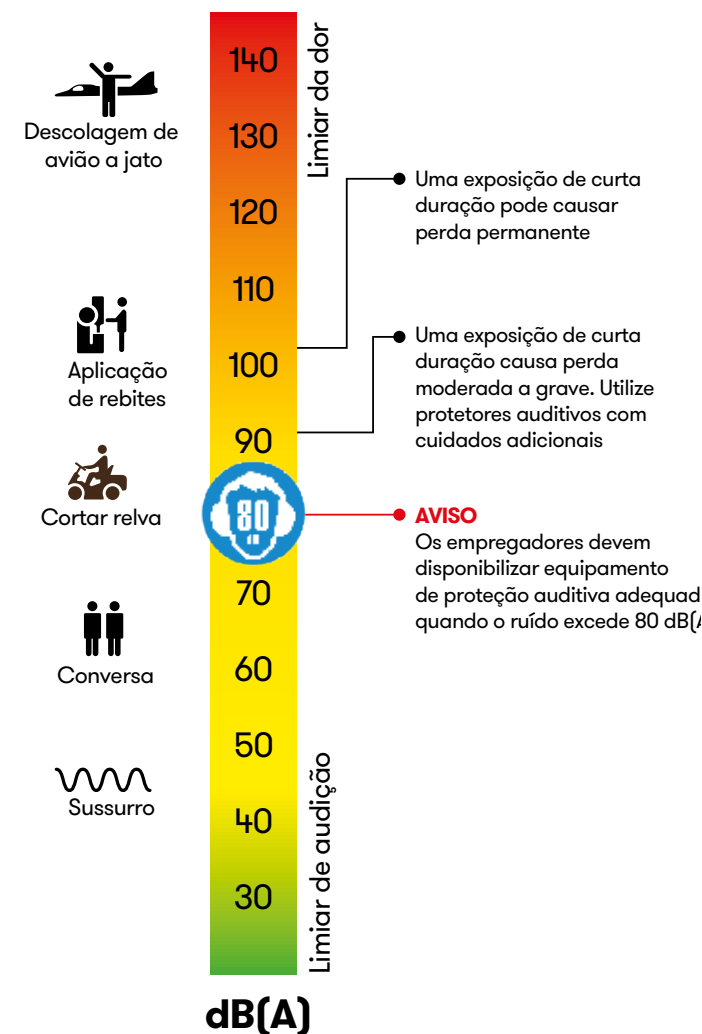 140
130
120
110
100
90
80
70
60
50
40
30
dB(A)
Limiar da dor
Limiar de audição
Descolagem de
avião a jato
Aplicação
de rebites
Cortar relva
Conversa
Sussurro
Uma exposição de curta
duração pode causar
perda permanente
Uma exposição de curta
duração causa perda
moderada a grave. Utilize
protetores auditivos com
cuidados adicionais
AVISO
Os empregadores devem
disponibilizar equipamento
de proteção auditiva adequad
quando o ruído excede 80 dB(A